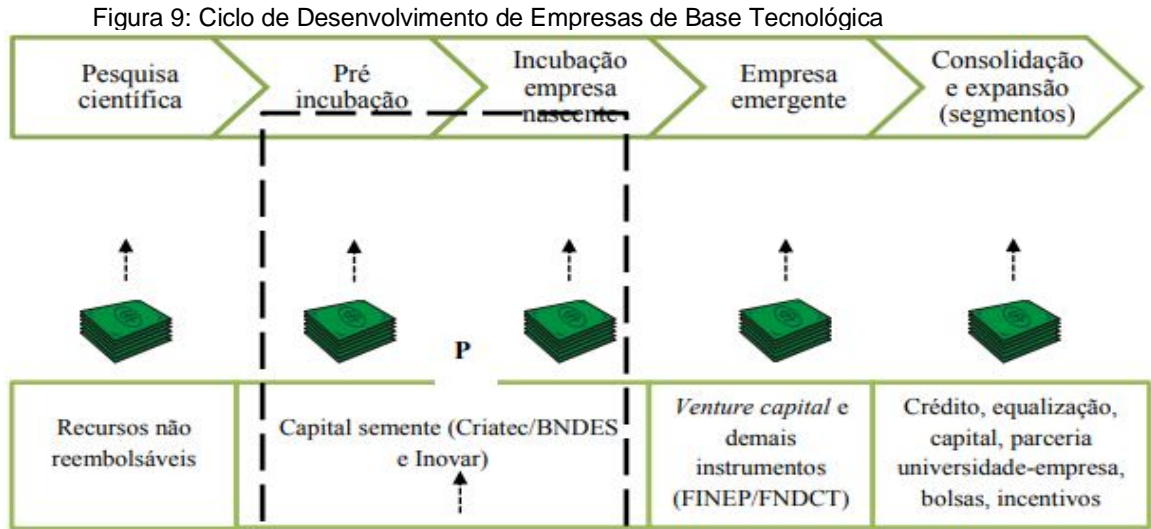 Figura 9: Ciclo de Desenvolvimento de Empresas de Base Tecnológica
Pesquisa
científica
Pré
incubação
Incubação
empresa
nascente
Empresa
emergente
Consolidação
e expansão
(segmentos)
P
Recursos não
reembolsáveis
Capital semente (Criatec/BNDES
e Inovar)
Venture capital e
demais
instrumentos
(FINEP/FNDCT)
Crédito, equalização,
capital, parceria
universidade-empresa,
bolsas, incentivos